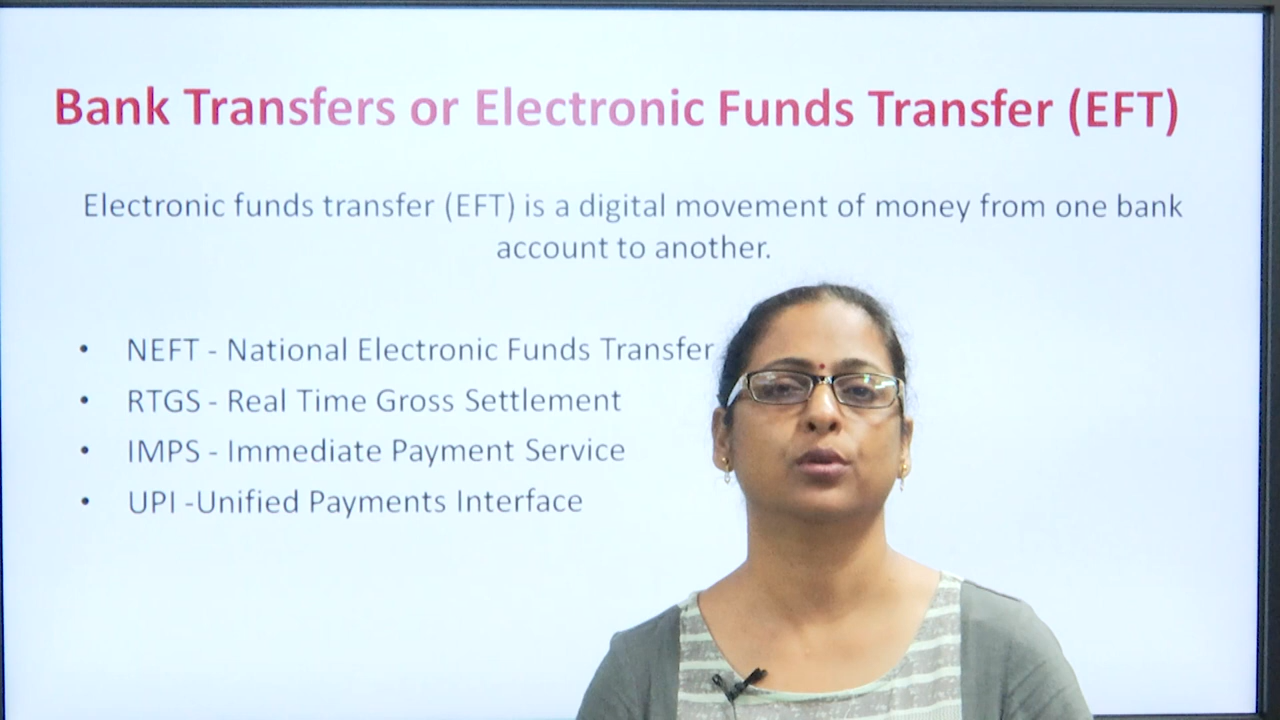 Bank Transfers or Electronic Funds Transfer (EFT)
Electronic funds transfer (EFT) is a digital movement of money from one bank
account to another.
• NEFT - National Electronic Funds Transfer
• RTGS - Real Time Gross Settlement
• IMPS - Immediate Payment Service
• UPI -Unified Payments Interface